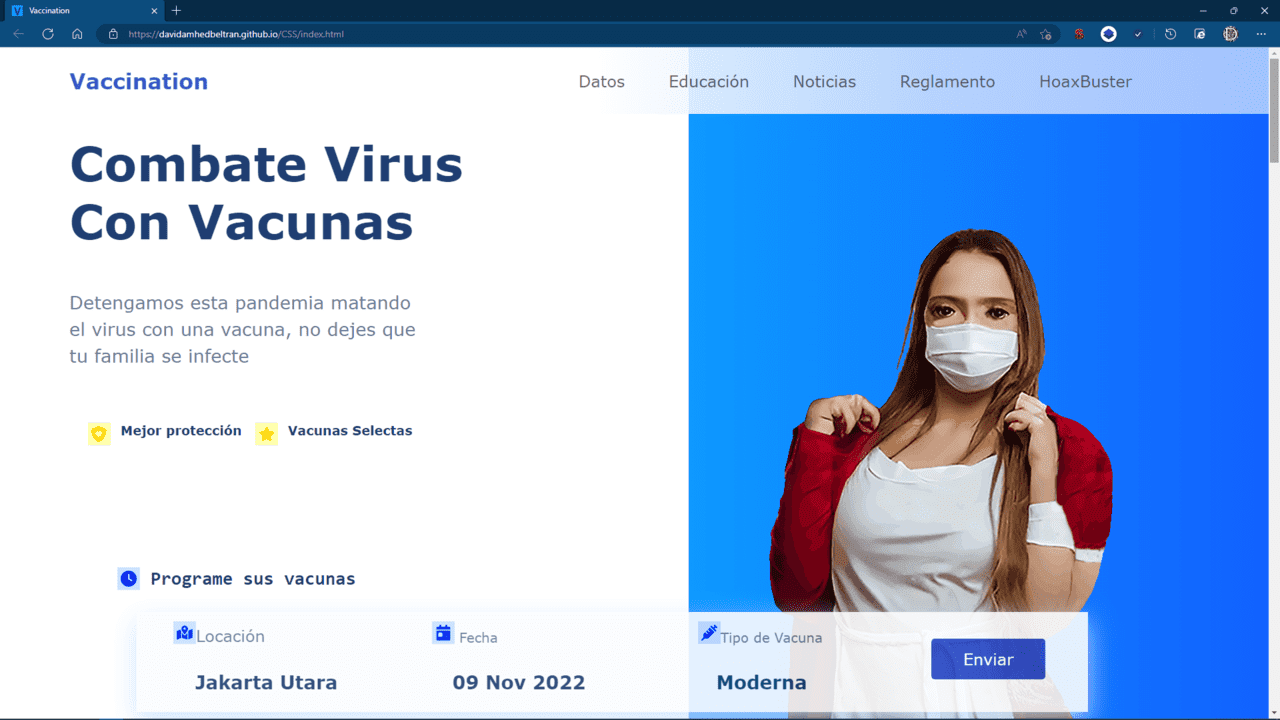 V Vaccination
https://davidamhedbeltran.github.io/CSS/index.html
Vaccination
Datos Educación Noticias Reglamento HoaxBuster
Combate Virus
Con Vacunas
Detengamos esta pandemia matando
el virus con una vacuna, no dejes que
tu familia se infecte
Mejor protección Vacunas Selectas
Programe sus vacunas
Locación Fecha Tipo de Vacuna
Enviar
Jakarta Utara 09 Nov 2022 Moderna